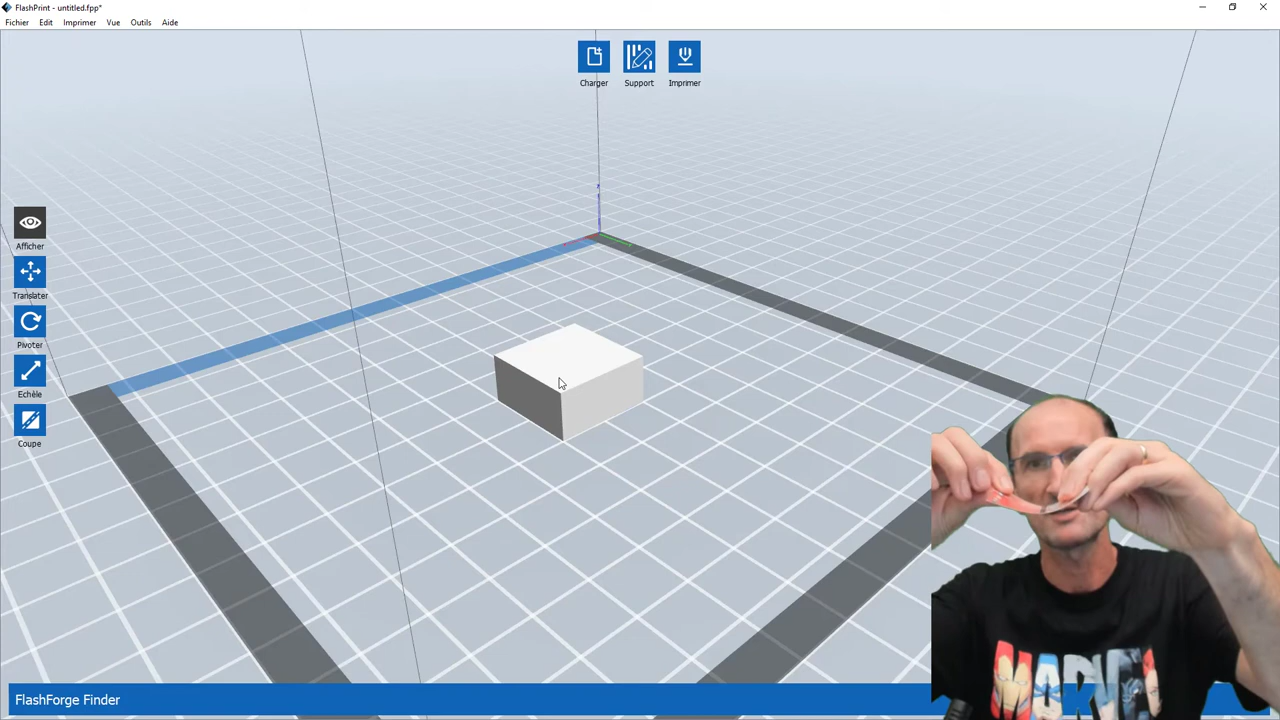 FlashPrint - untitled.fpp*
Fichier Edit Imprimer Vue Outils Aide
Charger Support Imprimer
Afficher
Translater
Pivoter
Echèle
Coupe
MARVEL
FlashForge Finder